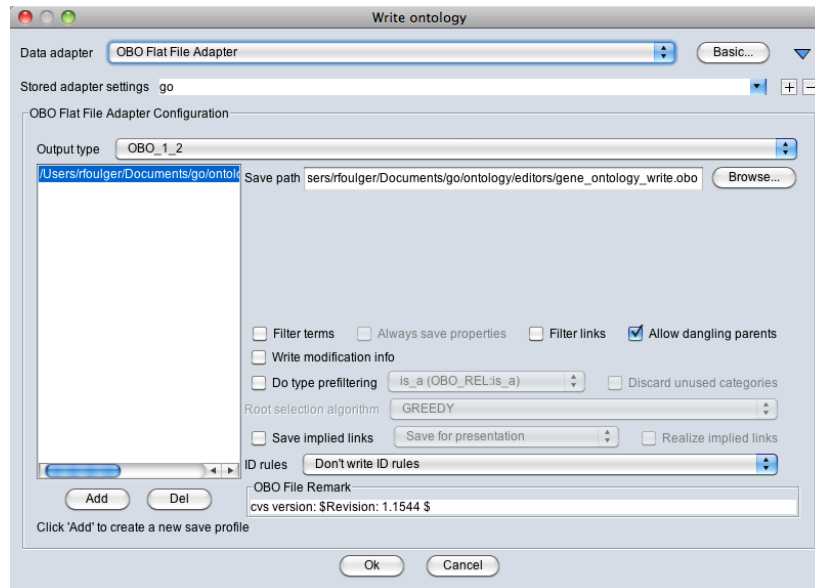 Write ontology
Data adapter OBO Flat File Adapter Basic...
Stored adapter settings go
OBO Flat File Adapter Configuration
Output type OBO_1_2
/Users/rfoulger/Documents/go/ontolo Save path sers/rfoulger/Documents/go/ontology/editors/gene_ontology_write.obo Browse...
Filter terms Always save properties Filter links Allow dangling parents
Write modification info
Do type prefiltering is_a (OBO_REL:is_a) Discard unused categories
Root selection algorithm GREEDY
Save implied links Save for presentation Realize implied links
ID rules Don't write ID rules
OBO File Remark
cvs version: $Revision: 1.1544 $
Add Del
Click 'Add' to create a new save profile
Ok Cancel